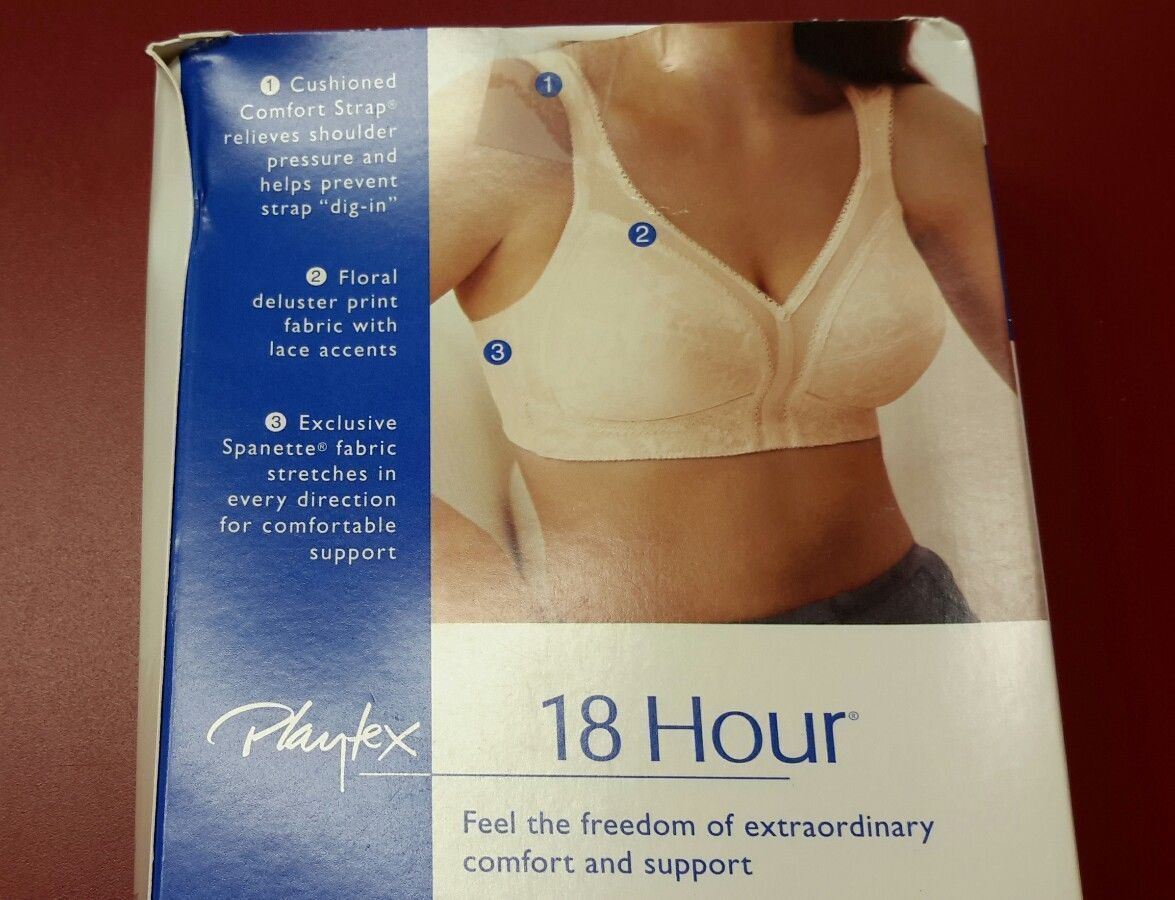 1 Cushioned
Comfort Strap®
relieves shoulder
pressure and
helps prevent
strap “dig-in”
2 Floral
deluster print
fabric with
lace accents
3 Exclusive
Spanette® fabric
stretches in
every direction
for comfortable
support
1
2
3
Playtex
18 Hour®
Feel the freedom of extraordinary
comfort and support